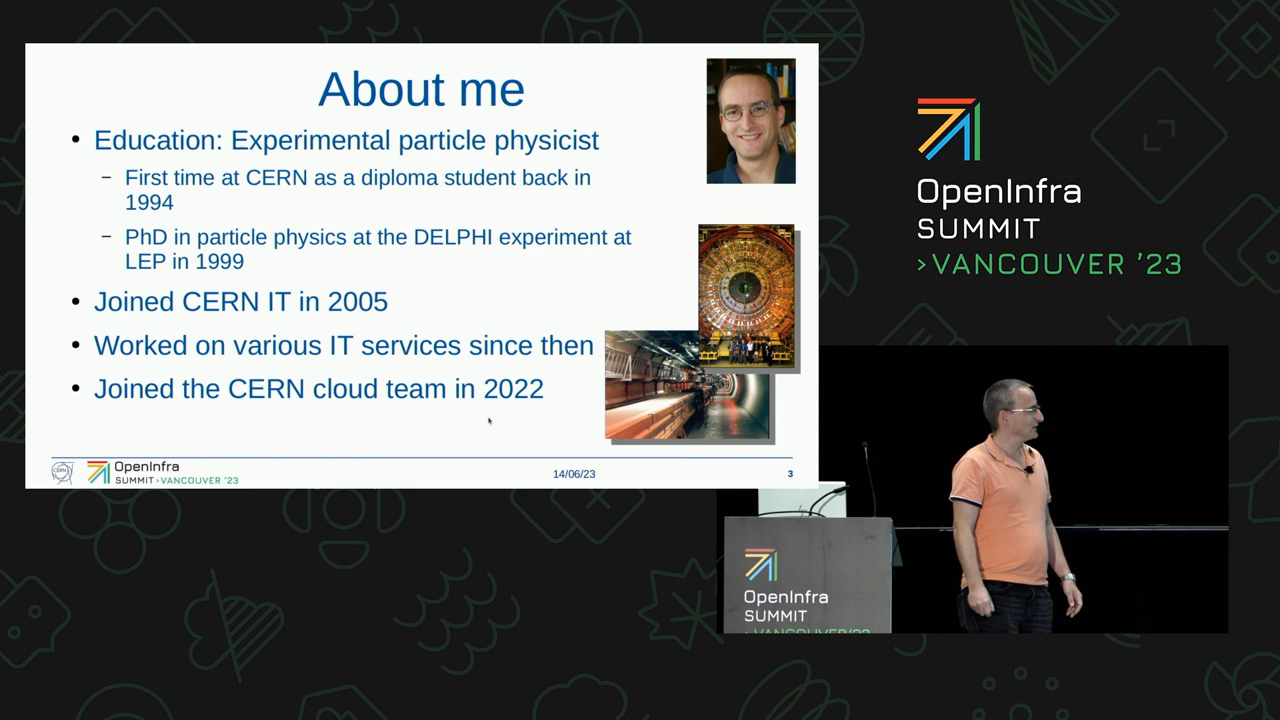 About me
• Education: Experimental particle physicist
– First time at CERN as a diploma student back in
1994
– PhD in particle physics at the DELPHI experiment at
LEP in 1999
• Joined CERN IT in 2005
• Worked on various IT services since then
• Joined the CERN cloud team in 2022
CERN
OpenInfra
SUMMIT >VANCOUVER '23
14/06/23
3
OpenInfra
SUMMIT
>VANCOUVER '23
OpenInfra
SUMMIT
>VANCOUVER '23